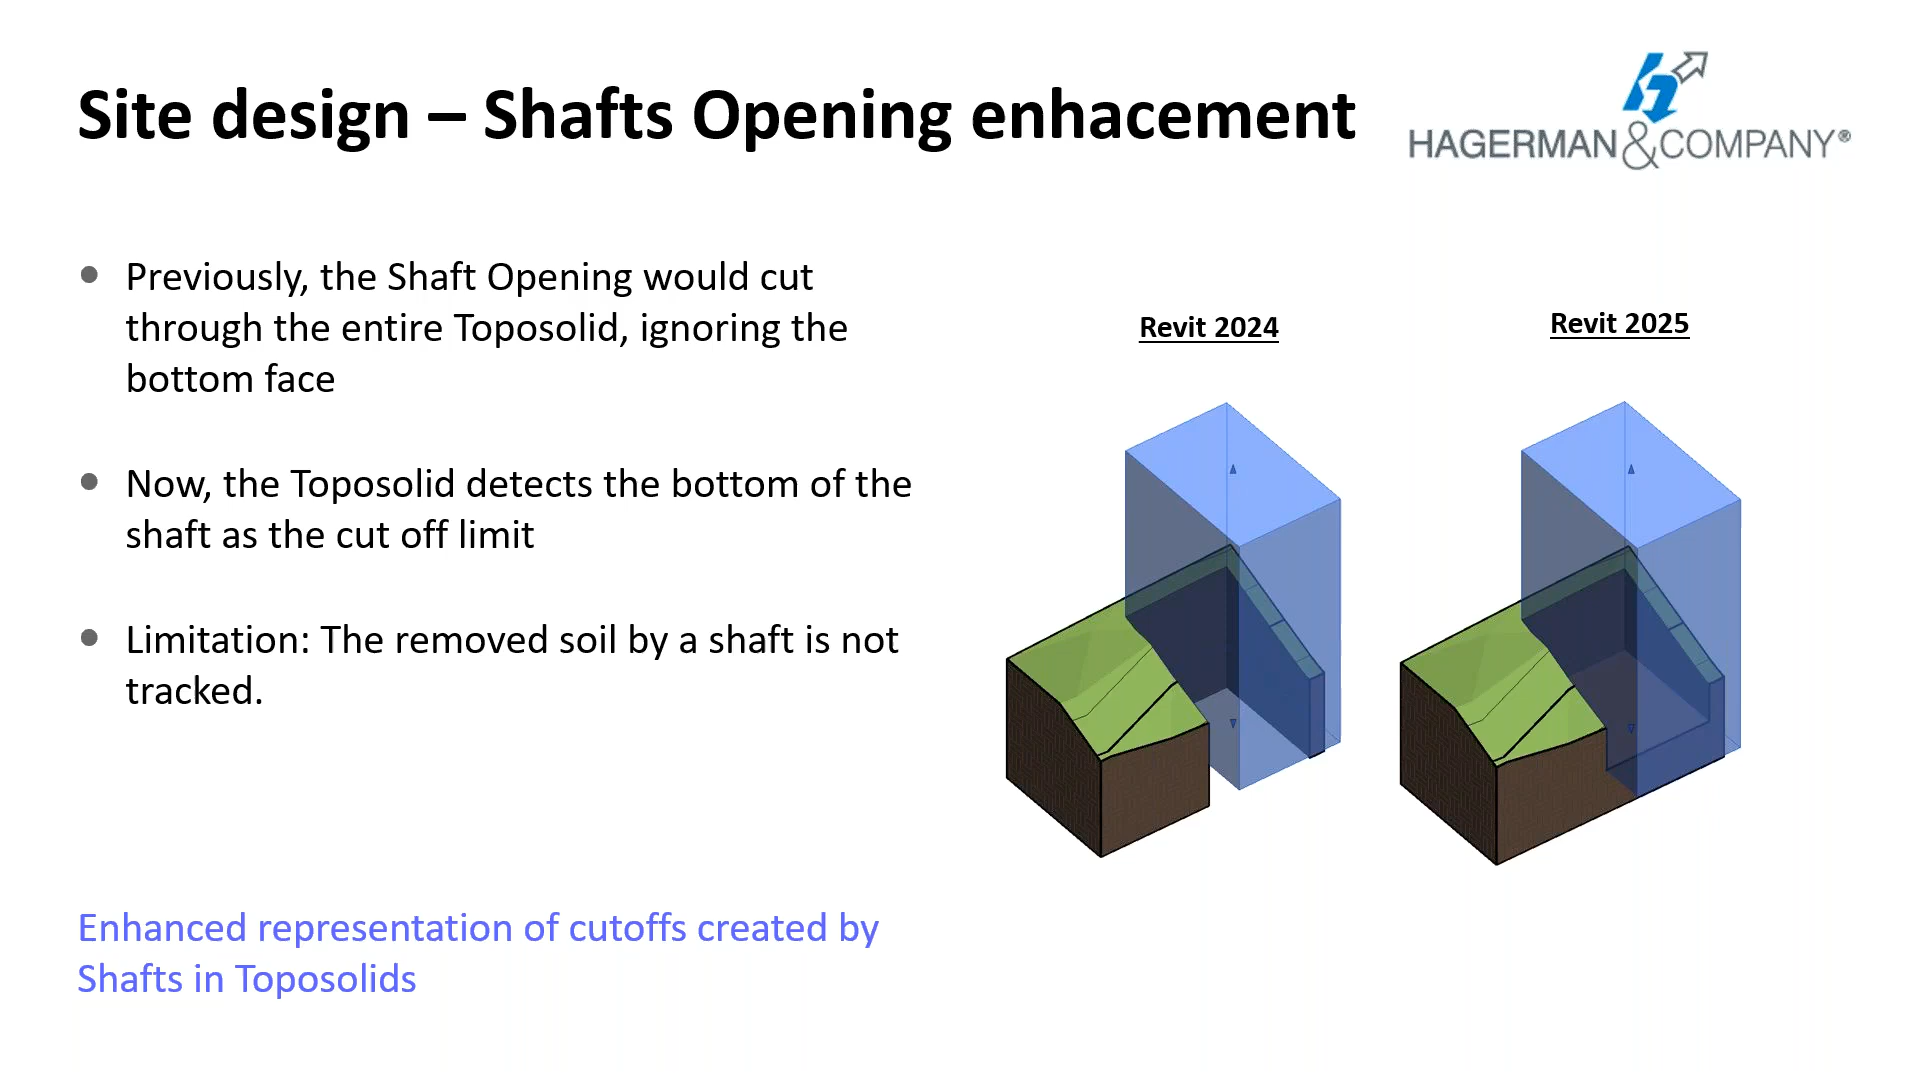 Site design – Shafts Opening enhacement
HAGERMAN & COMPANY®
• Previously, the Shaft Opening would cut
through the entire Toposolid, ignoring the
bottom face
• Now, the Toposolid detects the bottom of the
shaft as the cut off limit
• Limitation: The removed soil by a shaft is not
tracked.
Enhanced representation of cutoffs created by
Shafts in Toposolids
Revit 2024
Revit 2025